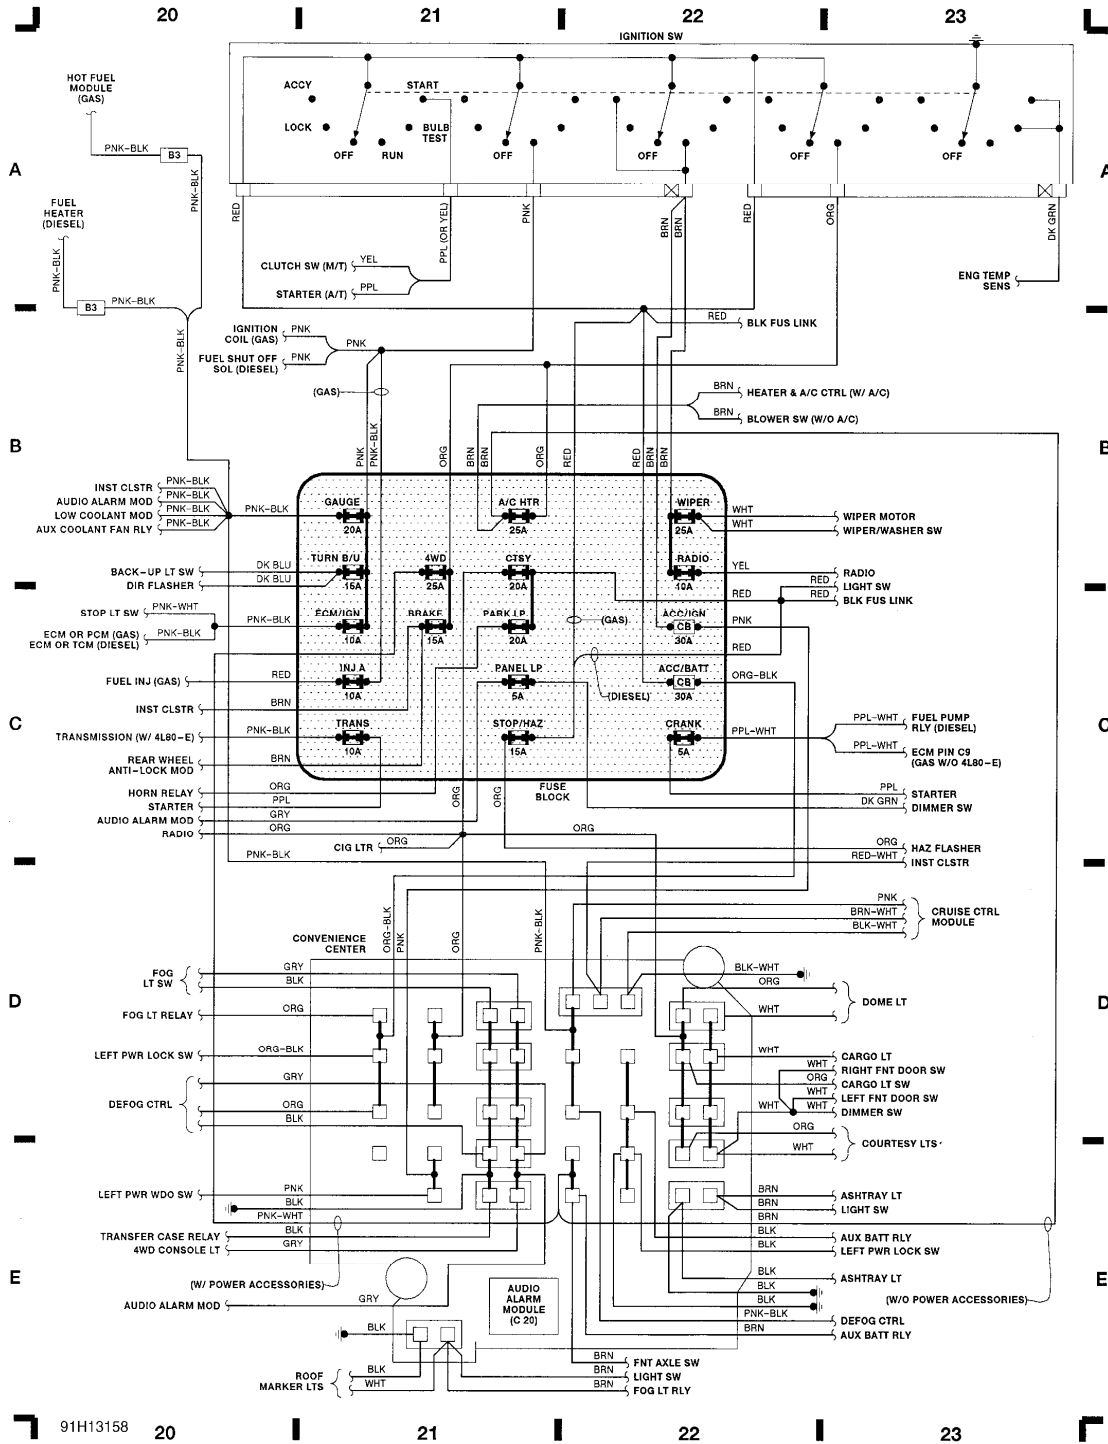 20 21 22 23
IGNITION SW
HOT FUEL
MODULE
(GAS)
ACCY START
LOCK BULB
TEST
OFF RUN OFF OFF OFF OFF
PNK-BLK B3
PNK-BLK
A A
FUEL
HEATER
(DIESEL)
PNK-BLK
RED PPL (OR YEL) PNK BRN BRN RED ORG DK GRN
CLUTCH SW (M/T) YEL
STARTER (A/T) PPL
ENG TEMP
SENS
B3 PNK-BLK
PNK-BLK
IGNITION
COIL (GAS) PNK
PNK
FUEL SHUT OFF
SOL (DIESEL) PNK
RED BLK FUS LINK
(GAS)
BRN HEATER & A/C CTRL (W/ A/C)
BRN BLOWER SW (W/O A/C)
B B
PNK PNK-BLK ORG BRN BRN ORG RED RED BRN BRN
INST CLSTR PNK-BLK
AUDIO ALARM MOD PNK-BLK
LOW COOLANT MOD PNK-BLK
AUX COOLANT FAN RLY PNK-BLK
PNK-BLK
GAUGE
20A
A/C HTR
25A
WIPER
25A
WHT WIPER MOTOR
WHT WIPER/WASHER SW
BACK-UP LT SW DK BLU
DIR FLASHER DK BLU
TURN B/U
15A
4WD
25A
CTSY
20A
RADIO
10A
YEL RADIO
RED LIGHT SW
RED RED BLK FUS LINK
STOP LT SW PNK-WHT
ECM OR PCM (GAS)
ECM OR TCM (DIESEL) PNK-BLK
PNK-BLK
ECM/IGN
10A
BRAKE
15A
PARK LP
20A
ACC/IGN
CB
30A
PNK
(GAS)
RED
FUEL INJ (GAS) RED
INJ A
10A
PANEL LP
5A
(DIESEL)
ACC/BATT
CB
30A
ORG-BLK
INST CLSTR BRN
C C
TRANSMISSION (W/ 4L80-E) PNK-BLK
TRANS
10A
STOP/HAZ
15A
CRANK
5A
PPL-WHT
PPL-WHT FUEL PUMP
RLY (DIESEL)
PPL-WHT ECM PIN C9
(GAS W/O 4L80-E)
REAR WHEEL
ANTI-LOCK MOD BRN
FUSE
BLOCK
HORN RELAY ORG
STARTER PPL
AUDIO ALARM MOD GRY
RADIO ORG
ORG ORG
PPL STARTER
DK GRN DIMMER SW
CIG LTR ORG
ORG
ORG HAZ FLASHER
RED-WHT INST CLSTR
PNK-BLK
ORG-BLK PNK ORG PNK-BLK
PNK
BRN-WHT
BLK-WHT
CRUISE CTRL
MODULE
CONVENIENCE
CENTER
D D
FOG
LT SW
GRY
BLK
BLK-WHT
ORG
WHT
DOME LT
FOG LT RELAY ORG
LEFT PWR LOCK SW ORG-BLK
WHT CARGO LT
WHT RIGHT FNT DOOR SW
ORG CARGO LT SW
WHT LEFT FNT DOOR SW
WHT WHT DIMMER SW
DEFOG CTRL
GRY
ORG
BLK
ORG
WHT
COURTESY LTS
LEFT PWR WDO SW PNK
BLK
PNK-WHT
BRN ASHTRAY LT
BRN LIGHT SW
BRN
TRANSFER CASE RELAY BLK
4WD CONSOLE LT GRY
BLK AUX BATT RLY
BLK LEFT PWR LOCK SW
E E
(W/ POWER ACCESSORIES)
BLK ASHTRAY LT
BLK
BLK
(W/O POWER ACCESSORIES)
AUDIO ALARM MOD GRY
AUDIO
ALARM
MODULE
(C 20)
PNK-BLK DEFOG CTRL
BRN AUX BATT RLY
BLK
ROOF
MARKER LTS
BLK
WHT
BRN FNT AXLE SW
BRN LIGHT SW
BRN FOG LT RLY
91H13158
20 21 22 23